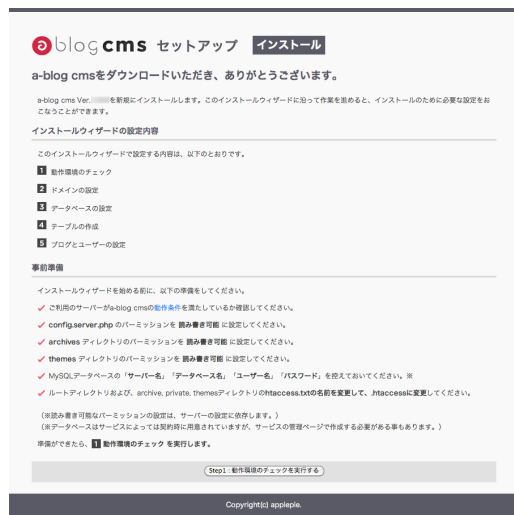 a blog cms セットアップ インストール
a-blog cmsをダウンロードいただき、ありがとうございます。
a-blog cms Ver. を新規にインストールします。このインストールウィザードに沿って作業を進めると、インストールのために必要な設定をお
こなうことができます。
インストールウィザードの設定内容
このインストールウィザードで設定する内容は、以下のとおりです。
1 動作環境のチェック
2 ドメインの設定
3 データベースの設定
4 テーブルの作成
5 ブログとユーザーの設定
事前準備
インストールウィザードを始める前に、以下の準備をしてください。
✓ ご利用のサーバーがa-blog cmsの動作条件を満たしているか確認してください。
✓ config.server.php のパーミッションを 読み書き可能 に設定してください。
✓ archives ディレクトリのパーミッションを 読み書き可能 に設定してください。
✓ themes ディレクトリのパーミッションを 読み書き可能 に設定してください。
✓ MySQLデータベースの「サーバー名」「データベース名」「ユーザー名」「パスワード」を控えておいてください。※
✓ ルートディレクトリおよび、archive, private, themesディレクトリのhtaccess.txtの名前を変更して、.htaccessに変更してください。
（※読み書き可能なパーミッションの設定は、サーバーの設定に依存します。）
（※データベースはサービスによっては契約時に用意されていますが、サービスの管理ページで作成する必要がある事もあります。）
準備ができたら、1 動作環境のチェック を実行します。
Step1：動作環境のチェックを実行する
Copyright(c) appleple.